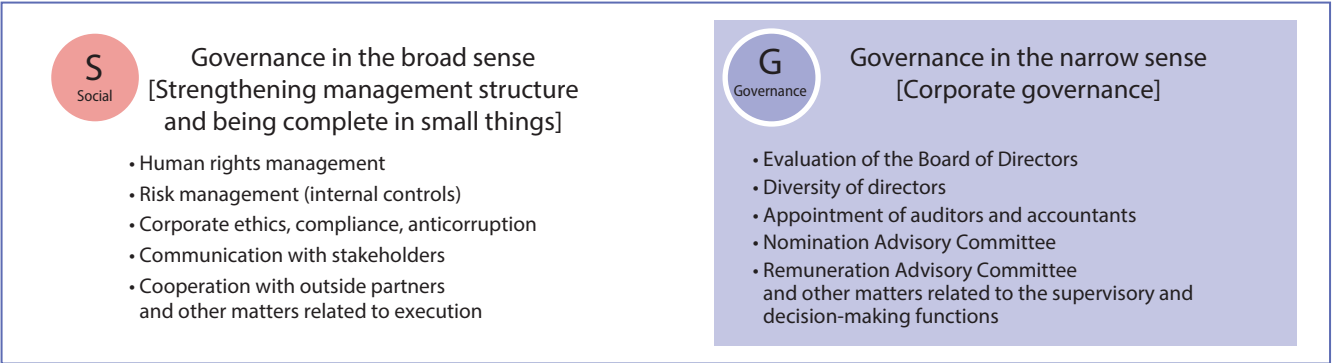 S
Social
Governance in the broad sense
[Strengthening management structure
and being complete in small things]
• Human rights management
• Risk management (internal controls)
• Corporate ethics, compliance, anticorruption
• Communication with stakeholders
• Cooperation with outside partners
and other matters related to execution
G
Governance
Governance in the narrow sense
[Corporate governance]
• Evaluation of the Board of Directors
• Diversity of directors
• Appointment of auditors and accountants
• Nomination Advisory Committee
• Remuneration Advisory Committee
and other matters related to the supervisory and
decision-making functions